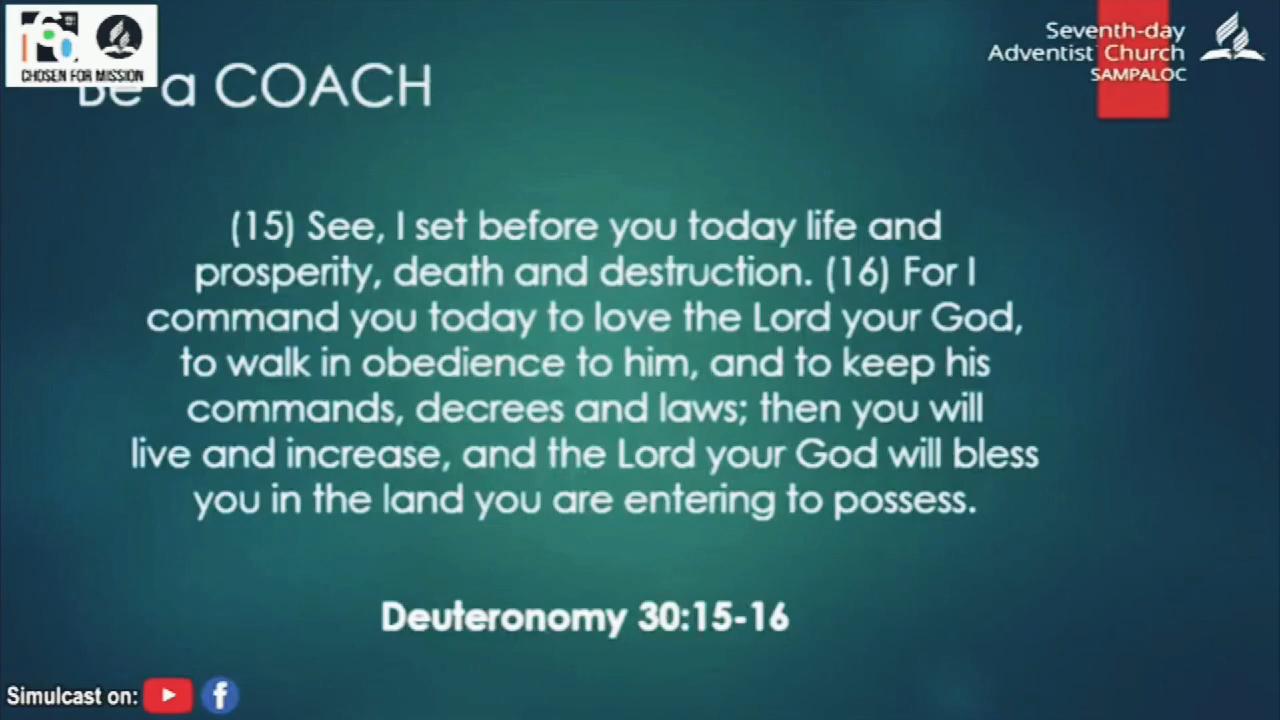 CHOSEN FOR MISSION
Seventh-day
Adventist Church
SAMPALOC
Be a COACH
(15) See, I set before you today life and
prosperity, death and destruction. (16) For I
command you today to love the Lord your God,
to walk in obedience to him, and to keep his
commands, decrees and laws; then you will
live and increase, and the Lord your God will bless
you in the land you are entering to possess.
Deuteronomy 30:15-16
Simulcast on: